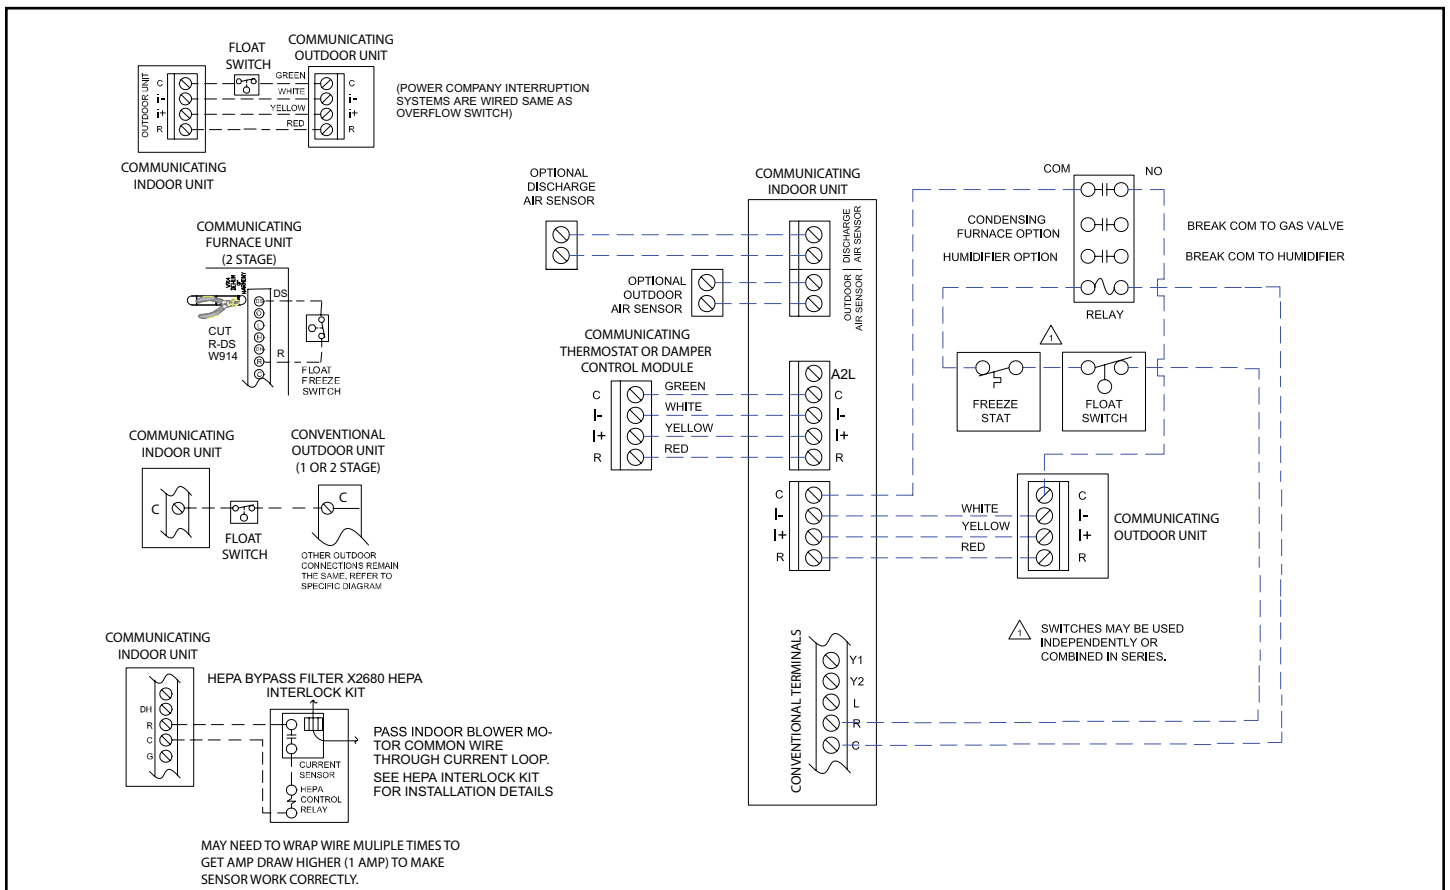 FLOAT
SWITCH
COMMUNICATING
OUTDOOR UNIT
OUTDOOR UNIT
C
i-
i+
R
GREEN
WHITE
YELLOW
RED
C
i-
i+
R
(POWER COMPANY INTERRUPTION
SYSTEMS ARE WIRED SAME AS
OVERFLOW SWITCH)
COMMUNICATING
INDOOR UNIT
COMMUNICATING
FURNACE UNIT
(2 STAGE)
W914
HARMONY
CUT
R-DS
W914
DS
R
DS
O
L
H
DH
R
C
FLOAT
FREEZE
SWITCH
COMMUNICATING
INDOOR UNIT
C
FLOAT
SWITCH
CONVENTIONAL
OUTDOOR UNIT
(1 OR 2 STAGE)
C
OTHER OUTDOOR
CONNECTIONS REMAIN
THE SAME, REFER TO
SPECIFIC DIAGRAM
COMMUNICATING
INDOOR UNIT
DH
R
C
G
HEPA BYPASS FILTER X2680 HEPA
INTERLOCK KIT
CURRENT
SENSOR
HEPA
CONTROL
RELAY
PASS INDOOR BLOWER MO-
TOR COMMON WIRE
THROUGH CURRENT LOOP.
SEE HEPA INTERLOCK KIT
FOR INSTALLATION DETAILS
MAY NEED TO WRAP WIRE MULIPLE TIMES TO
GET AMP DRAW HIGHER (1 AMP) TO MAKE
SENSOR WORK CORRECTLY.
OPTIONAL
DISCHARGE
AIR SENSOR
OPTIONAL
OUTDOOR
AIR SENSOR
COMMUNICATING
INDOOR UNIT
DISCHARGE
AIR SENSOR
OUTDOOR
AIR SENSOR
COMMUNICATING
THERMOSTAT OR DAMPER
CONTROL MODULE
C
I-
I+
R
GREEN
WHITE
YELLOW
RED
A2L
C
I-
I+
R
C
I-
I+
R
WHITE
YELLOW
RED
C
I-
I+
R
COMMUNICATING
OUTDOOR UNIT
CONVENTIONAL TERMINALS
Y1
Y2
L
R
C
COM
NO
CONDENSING
FURNACE OPTION
HUMIDIFIER OPTION
BREAK COM TO GAS VALVE
BREAK COM TO HUMIDIFIER
RELAY
1
FREEZE
STAT
FLOAT
SWITCH
1
SWITCHES MAY BE USED
INDEPENDENTLY OR
COMBINED IN SERIES.